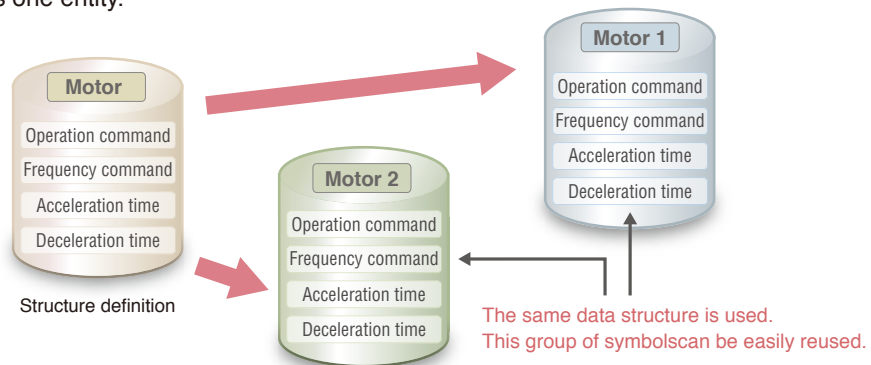 s one entity.
Motor
Operation command
Frequency command
Acceleration time
Deceleration time
Structure definition
Motor 2
Operation command
Frequency command
Acceleration time
Deceleration time
Motor 1
Operation command
Frequency command
Acceleration time
Deceleration time
The same data structure is used.
This group of symbolscan be easily reused.